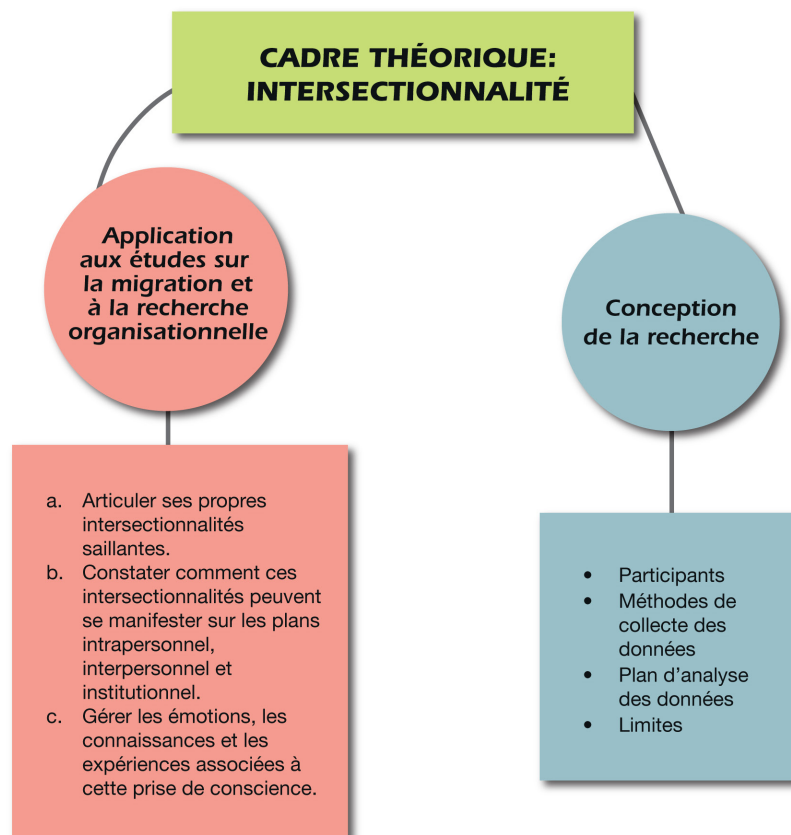 CADRE THÉORIQUE:
INTERSECTIONNALITÉ
Application
aux études sur
la migration et
à la recherche
organisationnelle
a. Articuler ses propres
intersectionnalités
saillantes.
b. Constater comment ces
intersectionnalités peuvent
se manifester sur les plans
intrapersonnel,
interpersonnel et
institutionnel.
c. Gérer les émotions, les
connaissances et les
expériences associées à
cette prise de conscience.
Conception
de la recherche
• Participants
• Méthodes de
collecte des
données
• Plan d’analyse
des données
• Limites